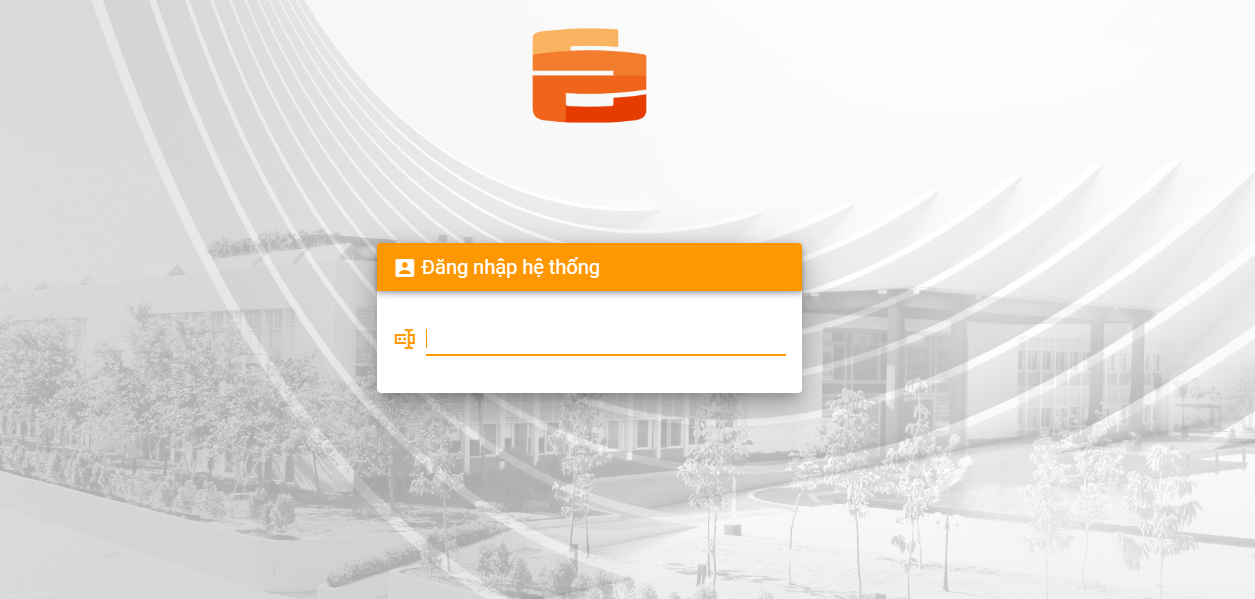 Đăng nhập hệ thống